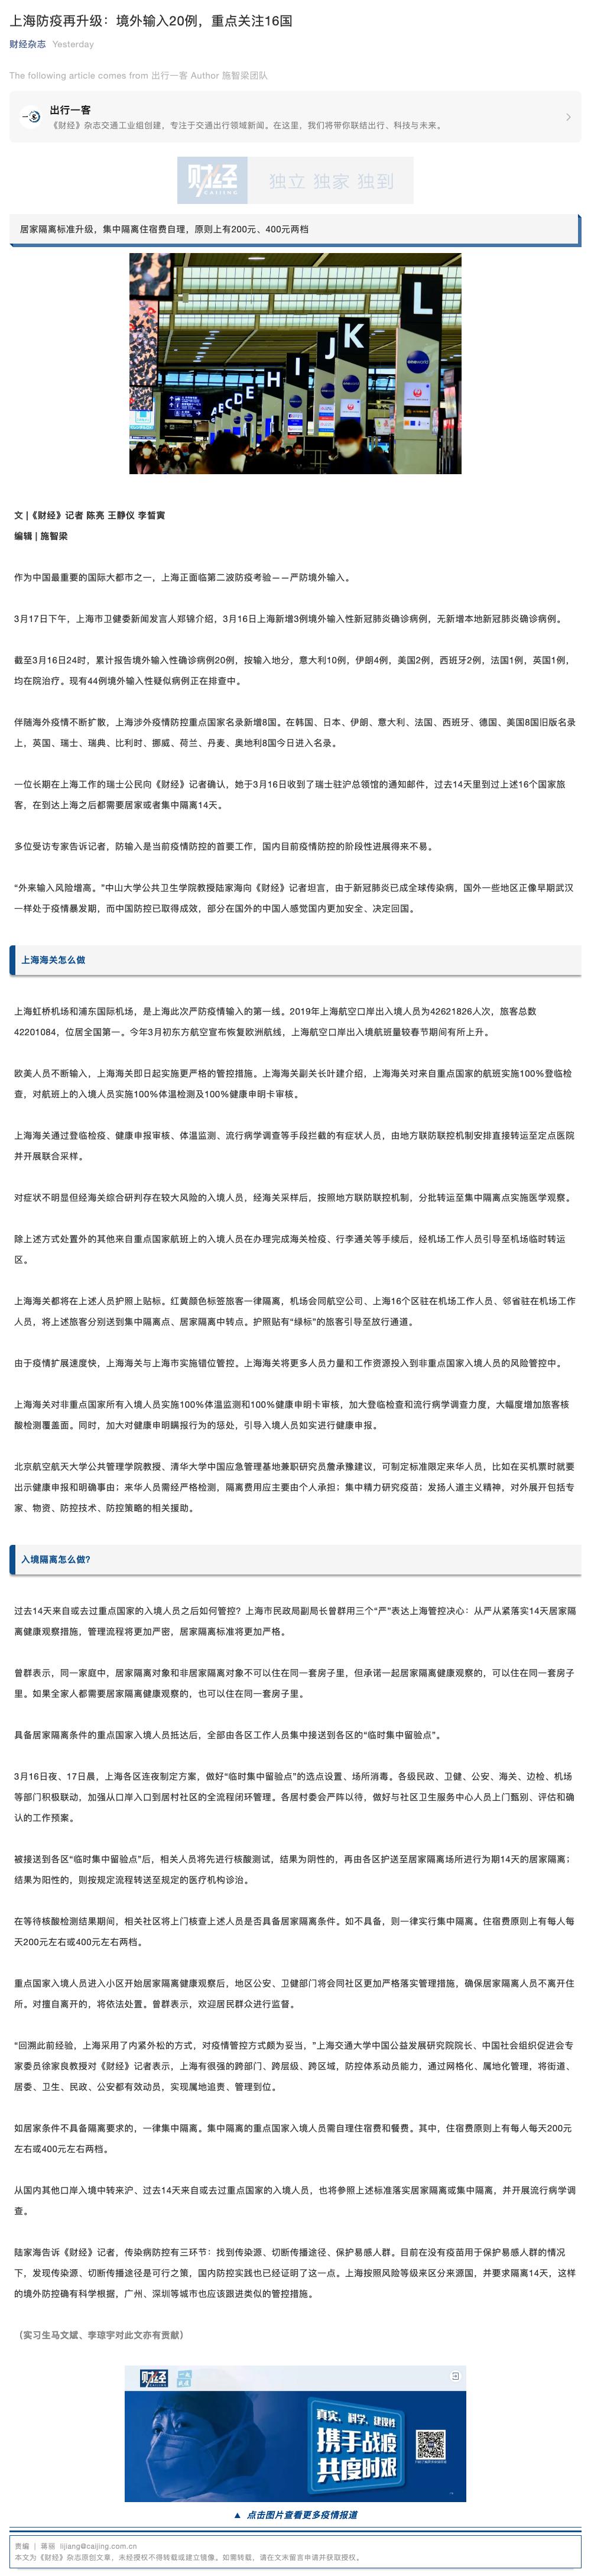 上海防疫再升级：境外输入20例，重点关注16国
财经杂志 Yesterday
The following article comes from 出行一客 Author 施智梁团队
出行一客
《财经》杂志交通工业组创建，专注于交通出行领域新闻。在这里，我们将带你联结出行、科技与未来。
财经
CAIJING
独立 独家 独到
居家隔离标准升级，集中隔离住宿费自理，原则上有200元、400元两档
A B C D E H I J K L
文 |《财经》记者 陈亮 王静仪 李皙寅
编辑 | 施智梁
作为中国最重要的国际大都市之一，上海正面临第二波防疫考验——严防境外输入。
3月17日下午，上海市卫健委新闻发言人郑锦介绍，3月16日上海新增3例境外输入性新冠肺炎确诊病例，无新增本地新冠肺炎确诊病例。
截至3月16日24时，累计报告境外输入性确诊病例20例，按输入地分，意大利10例，伊朗4例，美国2例，西班牙2例，法国1例，英国1例，
均在院治疗。现有44例境外输入性疑似病例正在排查中。
伴随海外疫情不断扩散，上海涉外疫情防控重点国家名录新增8国。在韩国、日本、伊朗、意大利、法国、西班牙、德国、美国8国旧版名录
上，英国、瑞士、瑞典、比利时、挪威、荷兰、丹麦、奥地利8国今日进入名录。
一位长期在上海工作的瑞士公民向《财经》记者确认，她于3月16日收到了瑞士驻沪总领馆的通知邮件，过去14天里到过上述16个国家旅
客，在到达上海之后都需要居家或者集中隔离14天。
多位受访专家告诉记者，防输入是当前疫情防控的首要工作，国内目前疫情防控的阶段性进展得来不易。
“外来输入风险增高。”中山大学公共卫生学院教授陆家海向《财经》记者坦言，由于新冠肺炎已成全球传染病，国外一些地区正像早期武汉
一样处于疫情暴发期，而中国防控已取得成效，部分在国外的中国人感觉国内更加安全、决定回国。
上海海关怎么做
上海虹桥机场和浦东国际机场，是上海此次严防疫情输入的第一线。2019年上海航空口岸出入境人员为42621826人次，旅客总数
42201084，位居全国第一。今年3月初东方航空宣布恢复欧洲航线，上海航空口岸出入境航班量较春节期间有所上升。
欧美人员不断输入，上海海关即日起实施更严格的管控措施。上海海关副关长叶建介绍，上海海关对来自重点国家的航班实施100%登临检
查，对航班上的入境人员实施100%体温检测及100%健康申明卡审核。
上海海关通过登临检疫、健康申报审核、体温监测、流行病学调查等手段拦截的有症状人员，由地方联防联控机制安排直接转运至定点医院
并开展联合采样。
对症状不明显但经海关综合研判存在较大风险的入境人员，经海关采样后，按照地方联防联控机制，分批转运至集中隔离点实施医学观察。
除上述方式处置外的其他来自重点国家航班上的入境人员在办理完成海关检疫、行李通关等手续后，经机场工作人员引导至机场临时转运
区。
上海海关都将在上述人员护照上贴标。红黄颜色标签旅客一律隔离，机场会同航空公司、上海16个区驻在机场工作人员、邻省驻在机场工作
人员，将上述旅客分别送到集中隔离点、居家隔离中转点。护照贴有“绿标”的旅客引导至放行通道。
由于疫情扩展速度快，上海海关与上海市实施错位管控。上海海关将更多人员力量和工作资源投入到非重点国家入境人员的风险管控中。
上海海关对非重点国家所有入境人员实施100%体温监测和100%健康申明卡审核，加大登临检查和流行病学调查力度，大幅度增加旅客核
酸检测覆盖面。同时，加大对健康申明瞒报行为的惩处，引导入境人员如实进行健康申报。
北京航空航天大学公共管理学院教授、清华大学中国应急管理基地兼职研究员詹承豫建议，可制定标准限定来华人员，比如在买机票时就要
出示健康申报和明确事由；来华人员需经严格检测，隔离费用应主要由个人承担；集中精力研究疫苗；发扬人道主义精神，对外展开包括专
家、物资、防控技术、防控策略的相关援助。
入境隔离怎么做？
过去14天来自或去过重点国家的入境人员之后如何管控？上海市民政局副局长曾群用三个“严”表达上海管控决心：从严从紧落实14天居家隔
离健康观察措施，管理流程将更加严密，居家隔离标准将更加严格。
曾群表示，同一家庭中，居家隔离对象和非居家隔离对象不可以住在同一套房子里，但承诺一起居家隔离健康观察的，可以住在同一套房子
里。如果全家人都需要居家隔离健康观察的，也可以住在同一套房子里。
具备居家隔离条件的重点国家入境人员抵达后，全部由各区工作人员集中接送到各区的“临时集中留验点”。
3月16日夜、17日晨，上海各区连夜制定方案，做好“临时集中留验点”的选点设置、场所消毒。各级民政、卫健、公安、海关、边检、机场
等部门积极联动，加强从口岸入口到居村社区的全流程闭环管理。各居村委会严阵以待，做好与社区卫生服务中心人员上门甄别、评估和确
认的工作预案。
被接送到各区“临时集中留验点”后，相关人员将先进行核酸测试，结果为阴性的，再由各区护送至居家隔离场所进行为期14天的居家隔离；
结果为阳性的，则按规定流程转送至规定的医疗机构诊治。
在等待核酸检测结果期间，相关社区将上门核查上述人员是否具备居家隔离条件。如不具备，则一律实行集中隔离。住宿费原则上有每人每
天200元左右或400元左右两档。
重点国家入境人员进入小区开始居家隔离健康观察后，地区公安、卫健部门将会同社区更加严格落实管理措施，确保居家隔离人员不离开住
所。对擅自离开的，将依法处置。曾群表示，欢迎居民群众进行监督。
“回溯此前经验，上海采用了内紧外松的方式，对疫情管控方式颇为妥当，”上海交通大学中国公益发展研究院院长、中国社会组织促进会专
家委员徐家良教授对《财经》记者表示，上海有很强的跨部门、跨层级、跨区域，防控体系动员能力，通过网格化、属地化管理，将街道、
居委、卫生、民政、公安都有效动员，实现属地追责、管理到位。
如居家条件不具备隔离要求的，一律集中隔离。集中隔离的重点国家入境人员需自理住宿费和餐费。其中，住宿费原则上有每人每天200元
左右或400元左右两档。
从国内其他口岸入境中转来沪、过去14天来自或去过重点国家的入境人员，也将参照上述标准落实居家隔离或集中隔离，并开展流行病学调
查。
陆家海告诉《财经》记者，传染病防控有三环节：找到传染源、切断传播途径、保护易感人群。目前在没有疫苗用于保护易感人群的情况
下，发现传染源、切断传播途径是可行之策，国内防控实践也已经证明了这一点。上海按照风险等级来区分来源国，并要求隔离14天，这样
的境外防控确有科学根据，广州、深圳等城市也应该跟进类似的管控措施。
（实习生马文斌、李琼宇对此文亦有贡献）
财经
真实、科学、建设性
携手战疫
共度时艰
▲ 点击图片查看更多疫情报道
责编 | 蒋丽 lijiang@caijing.com.cn
本文为《财经》杂志原创文章，未经授权不得转载或建立镜像。如需转载，请在文末留言申请并获取授权。